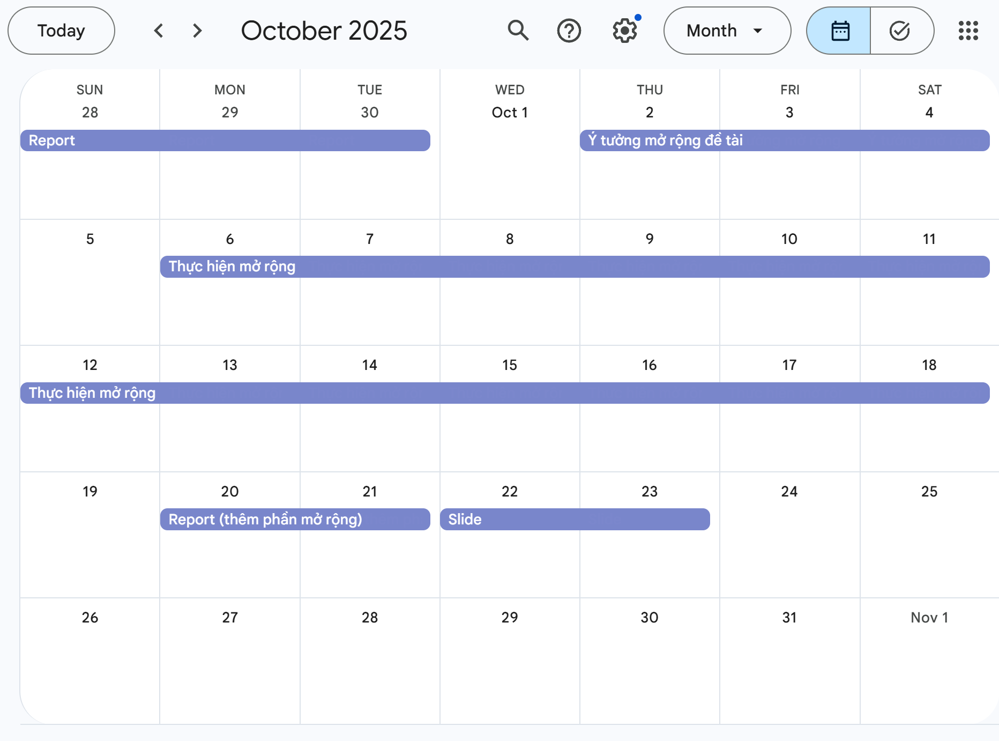 Today
October 2025
Month
SUN MON TUE WED THU FRI SAT
28 29 30 Oct 1 2 3 4
Report
Ý tưởng mở rộng đề tài
5 6 7 8 9 10 11
Thực hiện mở rộng
12 13 14 15 16 17 18
Thực hiện mở rộng
19 20 21 22 23 24 25
Report (thêm phần mở rộng)
Slide
26 27 28 29 30 31 Nov 1